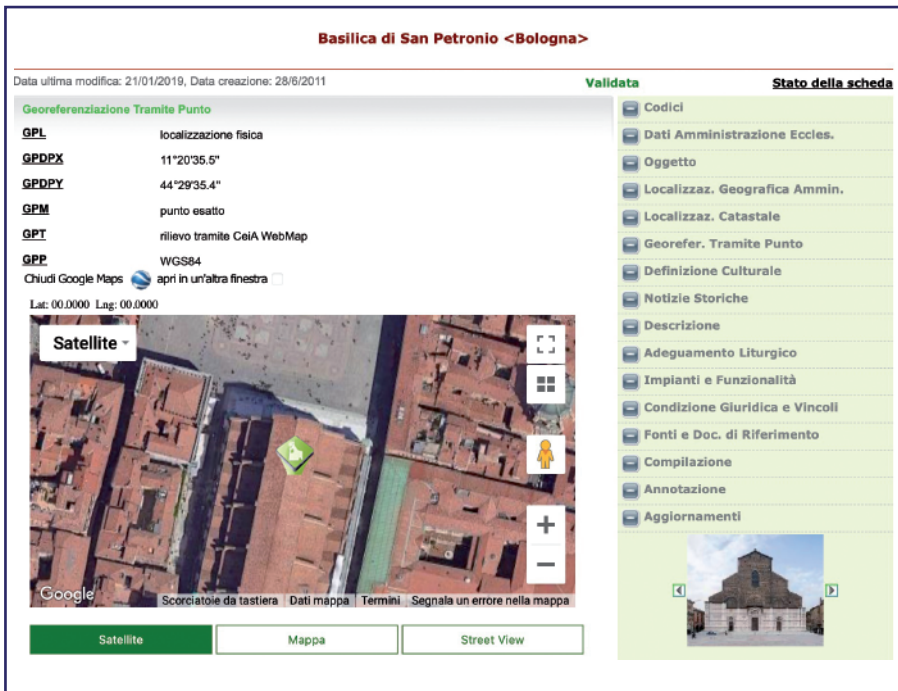 Basilica di San Petronio <Bologna>
Data ultima modifica: 21/01/2019, Data creazione: 28/6/2011
Validata
Stato della scheda
Georeferenziazione Tramite Punto
GPL localizzazione fisica
GPDPX 11°20'35.5"
GPDPY 44°29'35.4"
GPM punto esatto
GPT rilievo tramite CeiA WebMap
GPP WGS84
Chiudi Google Maps apri in un'altra finestra
Lat: 00.0000 Lng: 00.0000
Satellite
Google
Scorciatoie da tastiera Dati mappa Termini Segnala un errore nella mappa
Satellite Mappa Street View
Codici
Dati Amministrazione Eccles.
Oggetto
Localizzaz. Geografica Ammin.
Localizzaz. Catastale
Georefer. Tramite Punto
Definizione Culturale
Notizie Storiche
Descrizione
Adeguamento Liturgico
Impianti e Funzionalità
Condizione Giuridica e Vincoli
Fonti e Doc. di Riferimento
Compilazione
Annotazione
Aggiornamenti